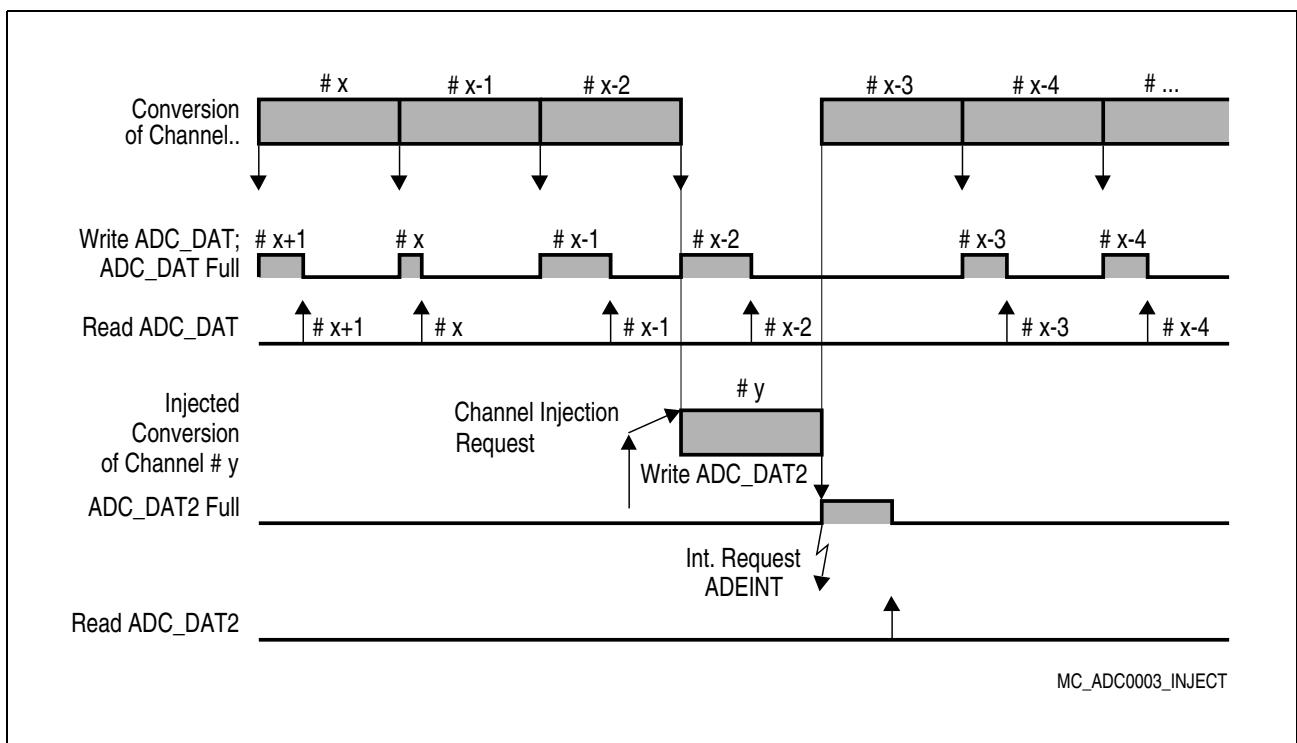 # x
# x-1
# x-2
# x-3
# x-4
# ...
Conversion
of Channel..
Write ADC_DAT;
ADC_DAT Full
# x+1
# x
# x-1
# x-2
# x-3
# x-4
Read ADC_DAT
# x+1
# x
# x-1
# x-2
# x-3
# x-4
Injected
Conversion
of Channel # y
Channel Injection
Request
# y
Write ADC_DAT2
ADC_DAT2 Full
Int. Request
ADEINT
Read ADC_DAT2
MC_ADC0003_INJECT